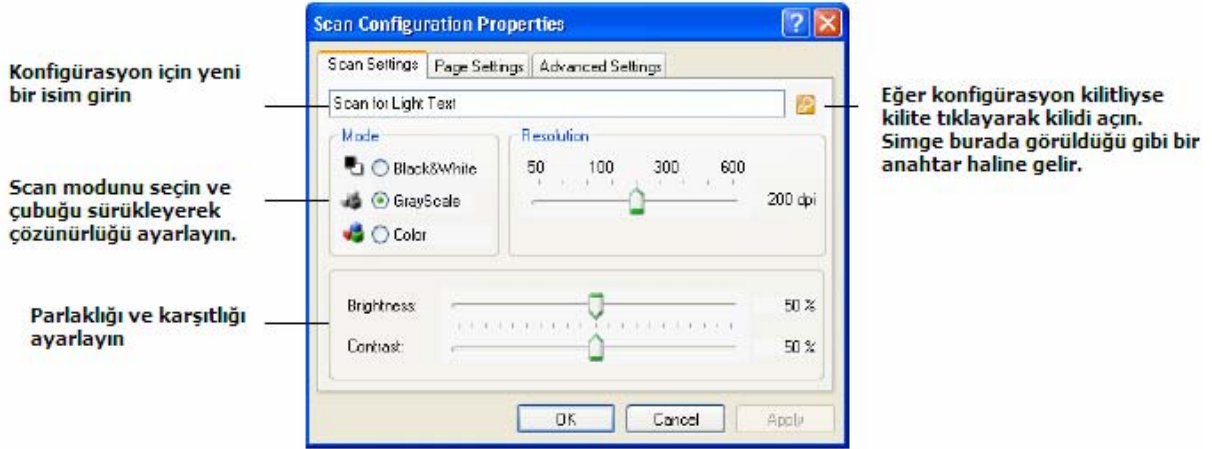 Scan Configuration Properties
Scan Settings Page Settings Advanced Settings
Konfigürasyon için yeni
bir isim girin
Scan for Light Text
Eğer konfigürasyon kilitliyse
kilite tıklayarak kilidi açın.
Simge burada görüldüğü gibi bir
anahtar haline gelir.
Mode
Black&White
GrayScale
Color
Resolution
50 100 300 600
200 dpi
Scan modunu seçin ve
çubuğu sürükleyerek
çözünürlüğü ayarlayın.
Parlaklığı ve karşıtlığı
ayarlayın
Brightness: 50 %
Contrast: 50 %
OK Cancel Apply